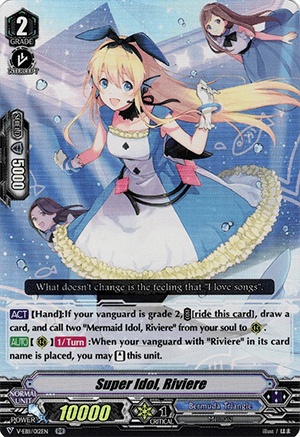 2
GRADE
INTERCEPT
SHIELD
5000
What doesn't change is the feeling that "I love songs".
ACT [Hand]:If your vanguard is grade 2, [ride this card], draw a
card, and call two "Mermaid Idol, Riviere" from your soul to .
AUTO 1/Turn :When your vanguard with "Riviere" in its card
name is placed, you may this unit.
Super Idol, Riviere
NORMAL
UNIT
POWER
10000
1
CRITICAL
Bermuda Triangle
V-EB11/012EN
RR